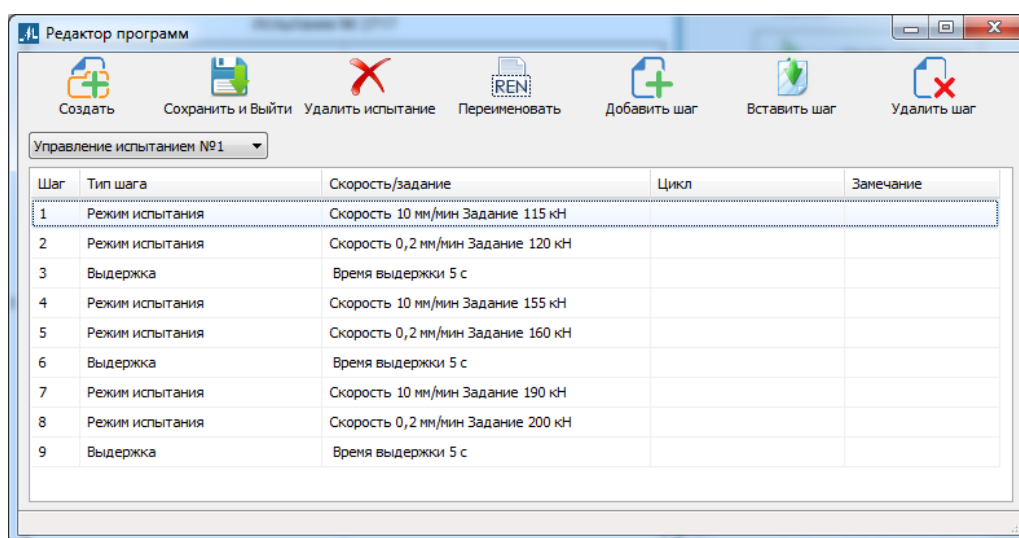 Испытание № 2717
Редактор программ
REN
Создать Сохранить и Выйти Удалить испытание Переименовать Добавить шаг Вставить шаг Удалить шаг
Управление испытанием №1
Шаг Тип шага Скорость/задание Цикл Замечание
1 Режим испытания Скорость 10 мм/мин Задание 115 кН
2 Режим испытания Скорость 0,2 мм/мин Задание 120 кН
3 Выдержка Время выдержки 5 с
4 Режим испытания Скорость 10 мм/мин Задание 155 кН
5 Режим испытания Скорость 0,2 мм/мин Задание 160 кН
6 Выдержка Время выдержки 5 с
7 Режим испытания Скорость 10 мм/мин Задание 190 кН
8 Режим испытания Скорость 0,2 мм/мин Задание 200 кН
9 Выдержка Время выдержки 5 с